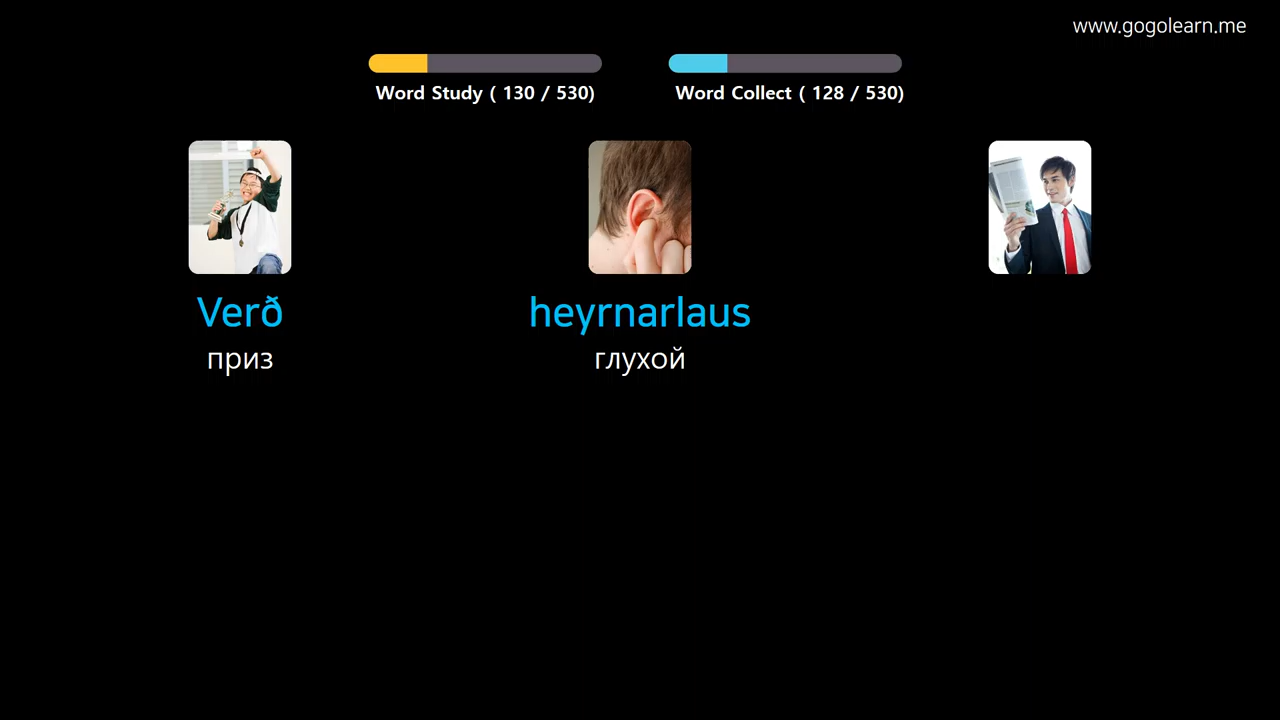 www.gogolearn.me
Word Study ( 130 / 530)
Word Collect ( 128 / 530)
Verð
heyrnarlaus
приз
глухой